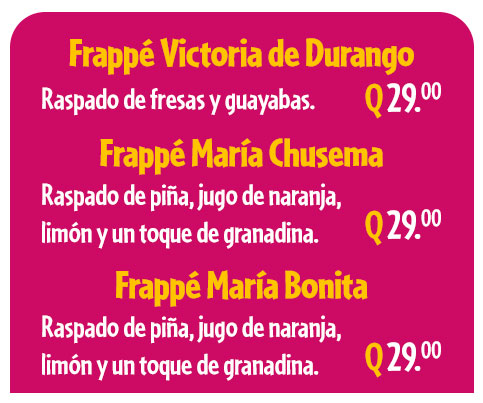 Frappé Victoria de Durango
Raspado de fresas y guayabas. Q 29.00
Frappé María Chusema
Raspado de piña, jugo de naranja,
limón y un toque de granadina. Q 29.00
Frappé María Bonita
Raspado de piña, jugo de naranja,
limón y un toque de granadina. Q 29.00